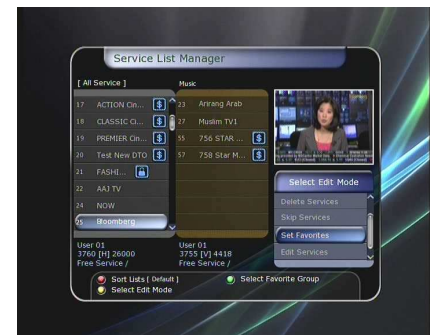 Service List Manager
[ All Service ]
Music
17 ACTION Cin... $
18 CLASSIC Ci... $
19 PREMIER Cin... $
20 Test New DTO $
21 FASHI...
22 AAJ TV
24 NOW
25 Bloomberg
23 Arirang Arab
27 Muslim TV1
55 756 STAR ... $
57 758 Star M... $
Select Edit Mode
Delete Services
Skip Services
Set Favorites
Edit Services
User 01
3760 [H] 26000
Free Service /
User 01
3755 [V] 4418
Free Service /
Sort Lists [ Default ]
Select Favorite Group
Select Edit Mode